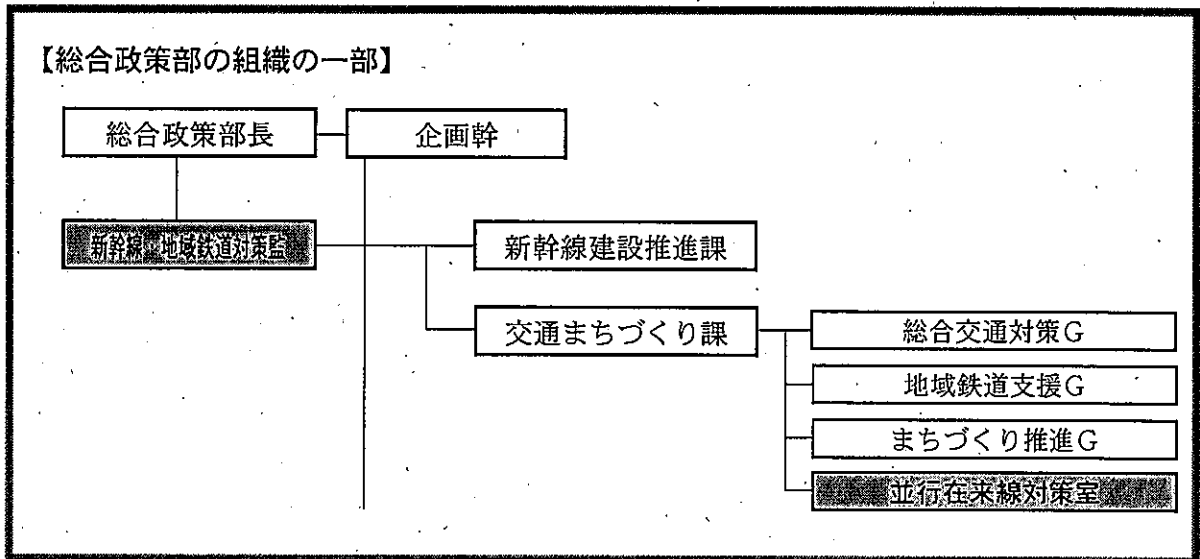 【総合政策部の組織の一部】
総合政策部長
企画幹
新幹線・地域鉄道対策監
新幹線建設推進課
交通まちづくり課
総合交通対策G
地域鉄道支援G
まちづくり推進G
並行在来線対策室